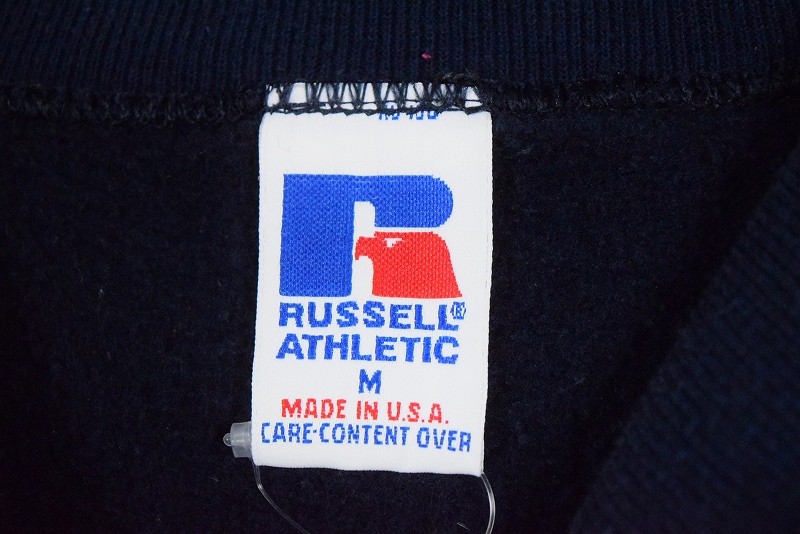 RUSSELL®
ATHLETIC
M
MADE IN U.S.A.
CARE-CONTENT OVER